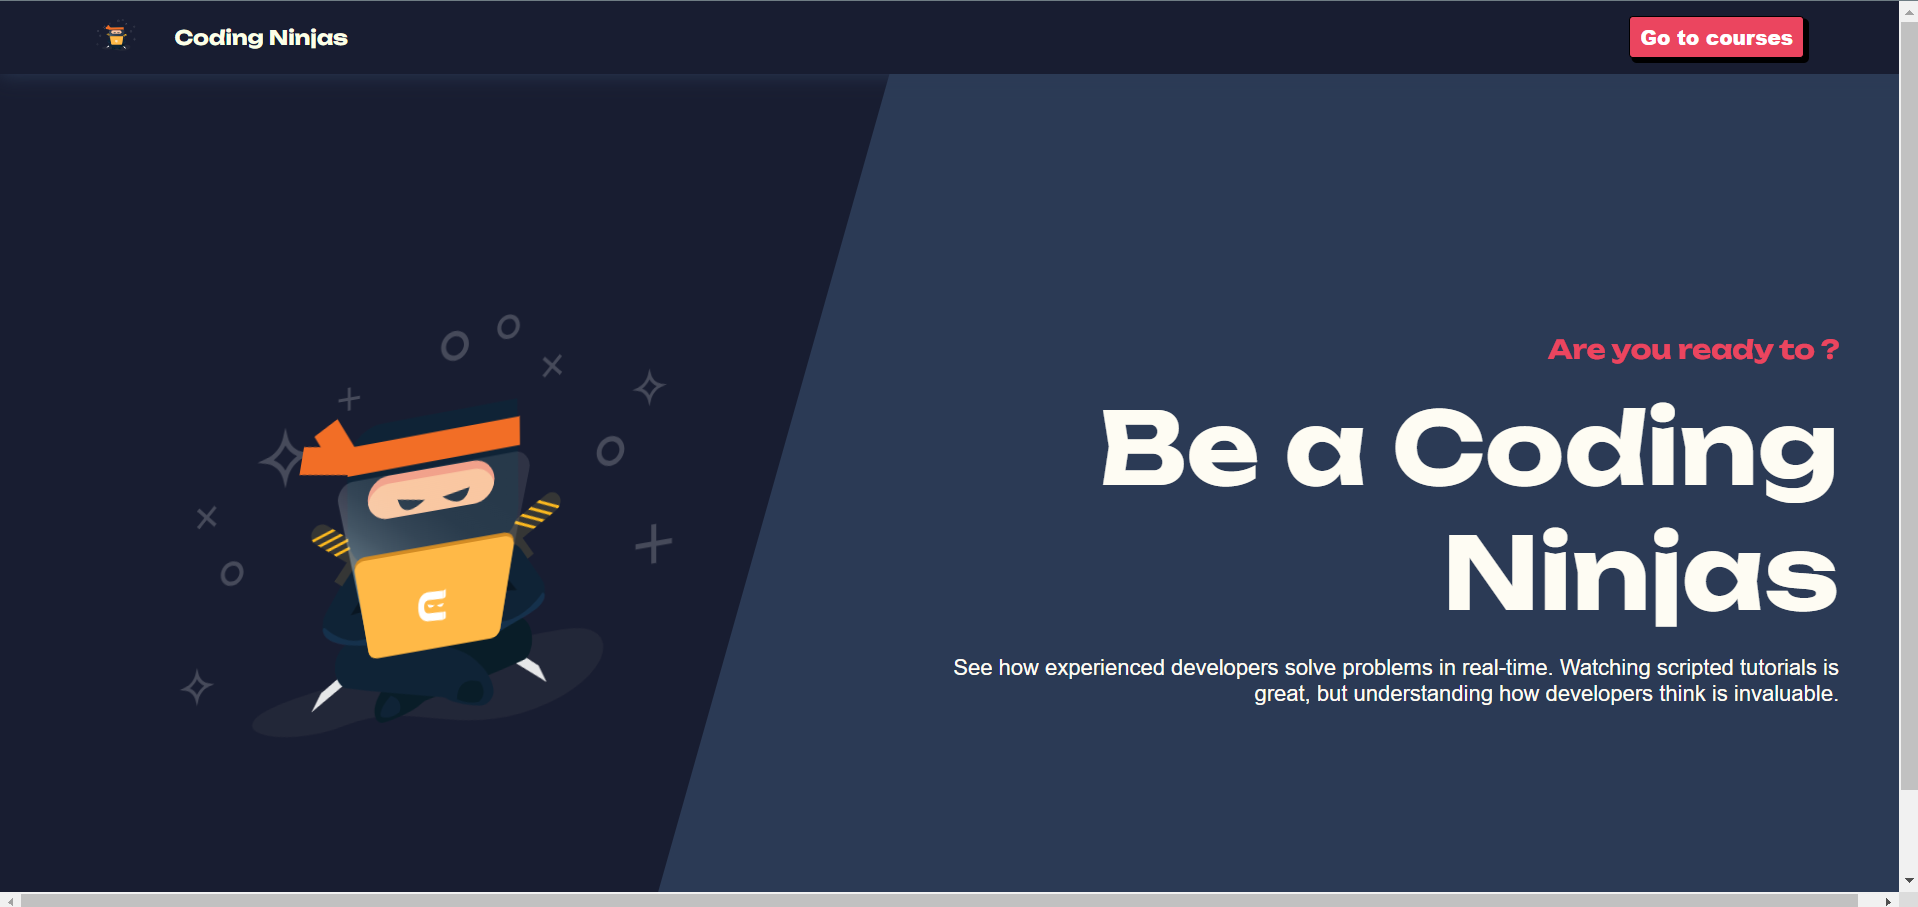 Coding Ninjas
Go to courses
Are you ready to ?
Be a Coding
Ninjas
See how experienced developers solve problems in real-time. Watching scripted tutorials is
great, but understanding how developers think is invaluable.